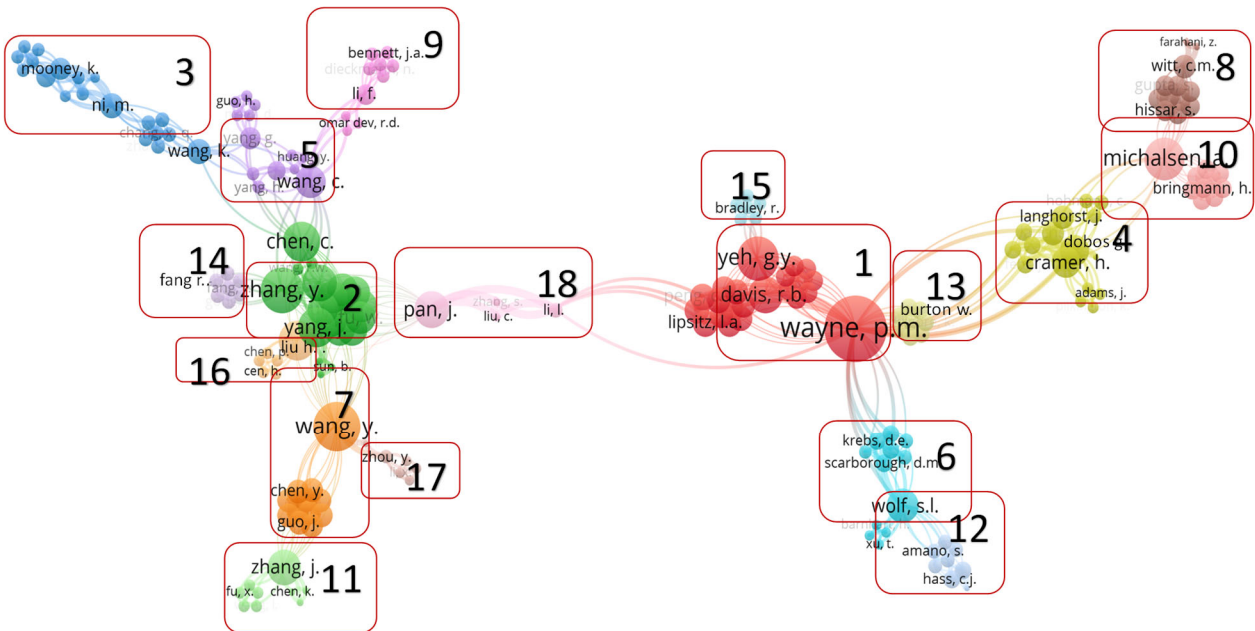 mooney, k.
3
ni, m.
wang, k.
guo, h.
yang, g.
5
huang, y.
yang, h.
wang, c.
bennett, j.a.
9
li, f.
omar dev, r.d.
chen, c.
14
fang r..
zhang, y.
2
yang, j.
liu h.
chen, p.
cen, h.
16
sun, b.
7
wang, y.
zhou, y.
17
chen, y.
guo, j.
zhang, j.
11
fu, x.
chen, k.
pan, j.
zhang, s.
liu, c.
18
li, l.
15
bradley, r.
yeh, g.y.
1
davis, r.b.
lipsitz, l.a.
wayne, p.m.
13
burton w.
langhorst, j.
dobos g.
4
cramer, h.
adams, j.
farahani, z.
witt, c.m.
8
hissar, s.
michalsen, a.
10
bringmann, h.
krebs, d.e.
scarborough, d.m.
6
wolf, s.l.
xu, t.
12
amano, s.
hass, c.j.